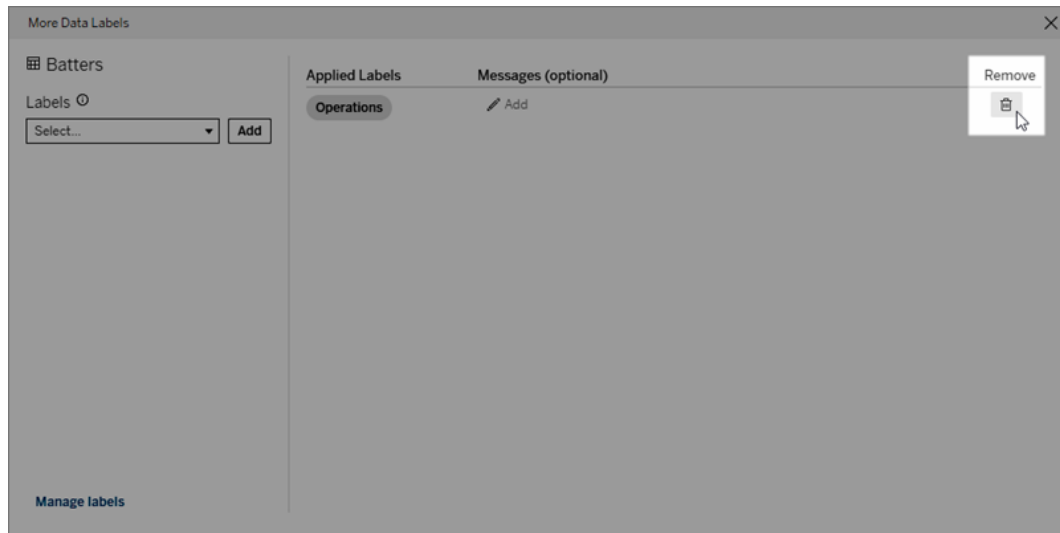 More Data Labels
Batters
Labels
Select...
Add
Manage labels
Applied Labels Messages (optional) Remove
Operations Add